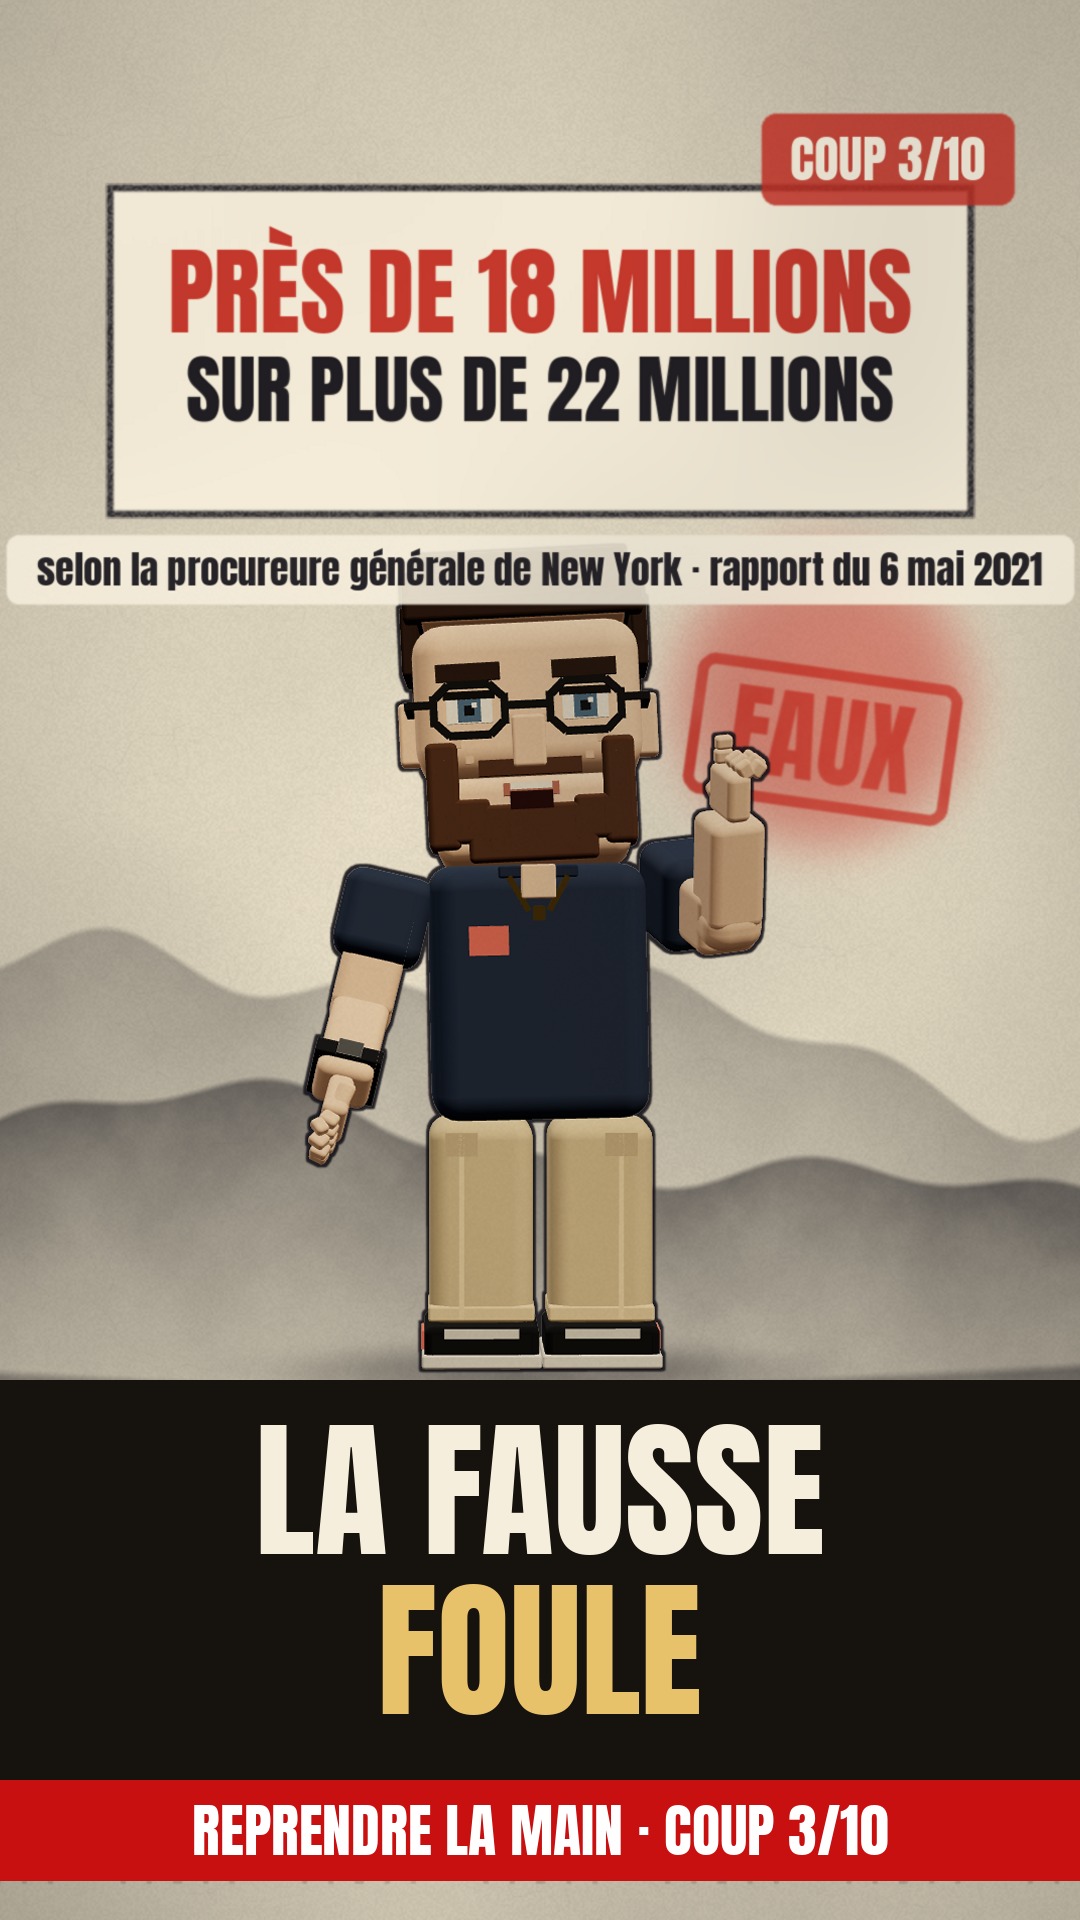 COUP 3/10
PRÈS DE 18 MILLIONS
SUR PLUS DE 22 MILLIONS
selon la procureure générale de New York · rapport du 6 mai 2021
FAUX
LA FAUSSE
FOULE
REPRENDRE LA MAIN · COUP 3/10